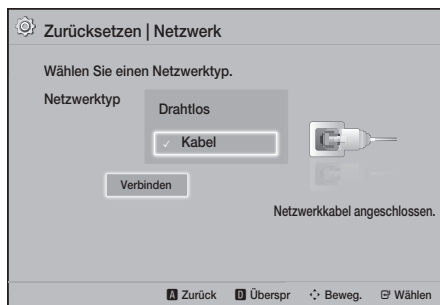 Zurücksetzen | Netzwerk
Wählen Sie einen Netzwerktyp.
Netzwerktyp
Drahtlos
✓ Kabel
Verbinden
Netzwerkkabel angeschlossen.
A Zurück D Überspr Beweg. Wählen